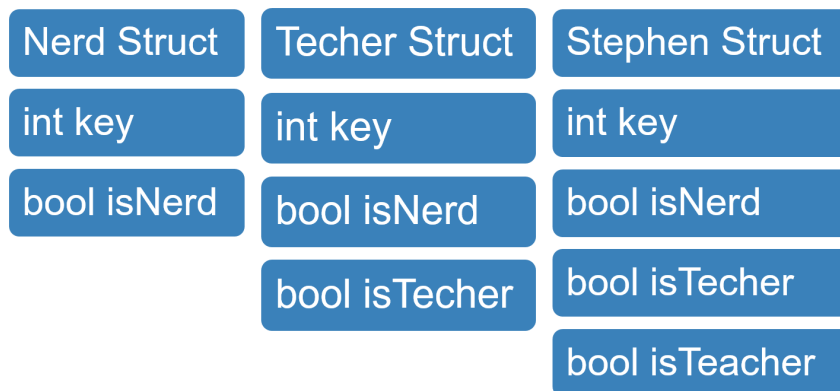 Nerd Struct
int key
bool isNerd
Techer Struct
int key
bool isNerd
bool isTecher
Stephen Struct
int key
bool isNerd
bool isTecher
bool isTeacher